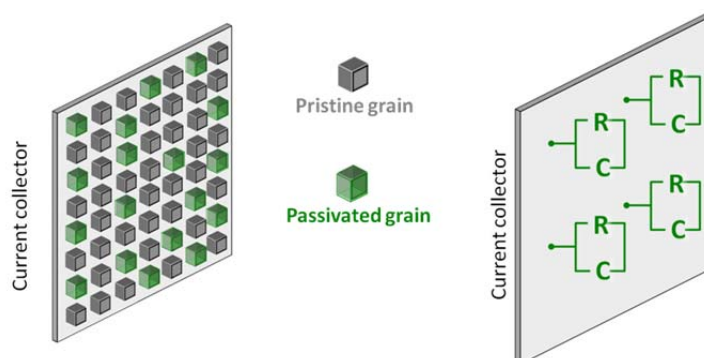 Current collector
Pristine grain
Passivated grain
Current collector
R
C
R
C
R
C
R
C